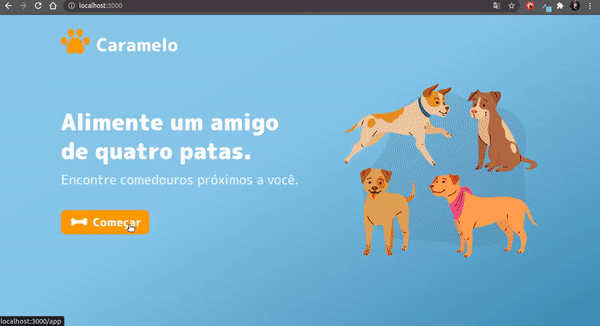 localhost:3000
Caramelo
Alimente um amigo
de quatro patas.
Encontre comedouros próximos a você.
Começar
localhost:3000/app